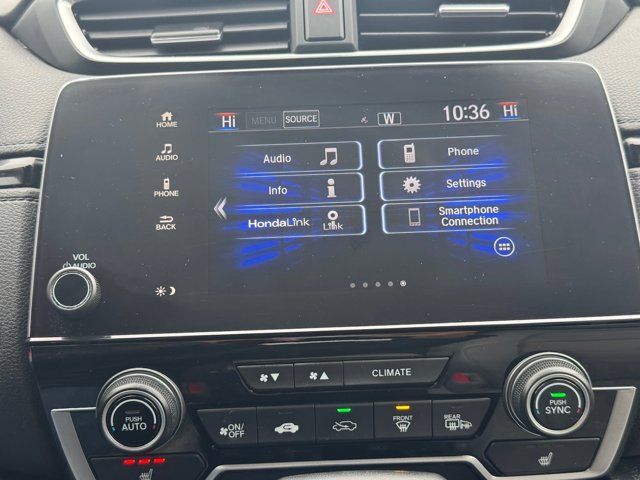 Hi MENU SOURCE W 10:36 Hi
HOME
AUDIO
PHONE
BACK
Audio
Phone
Info
Settings
HondaLink Link
Smartphone
Connection
VOL
AUDIO
CLIMATE
PUSH
AUTO
ON/
OFF
FRONT
REAR
PUSH
SYNC